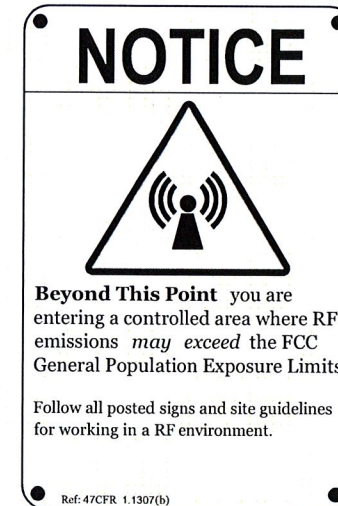 NOTICE
Beyond This Point you are
entering a controlled area where RF
emissions may exceed the FCC
General Population Exposure Limits
Follow all posted signs and site guidelines
for working in a RF environment.
Ref: 47CFR 1.1307(b)